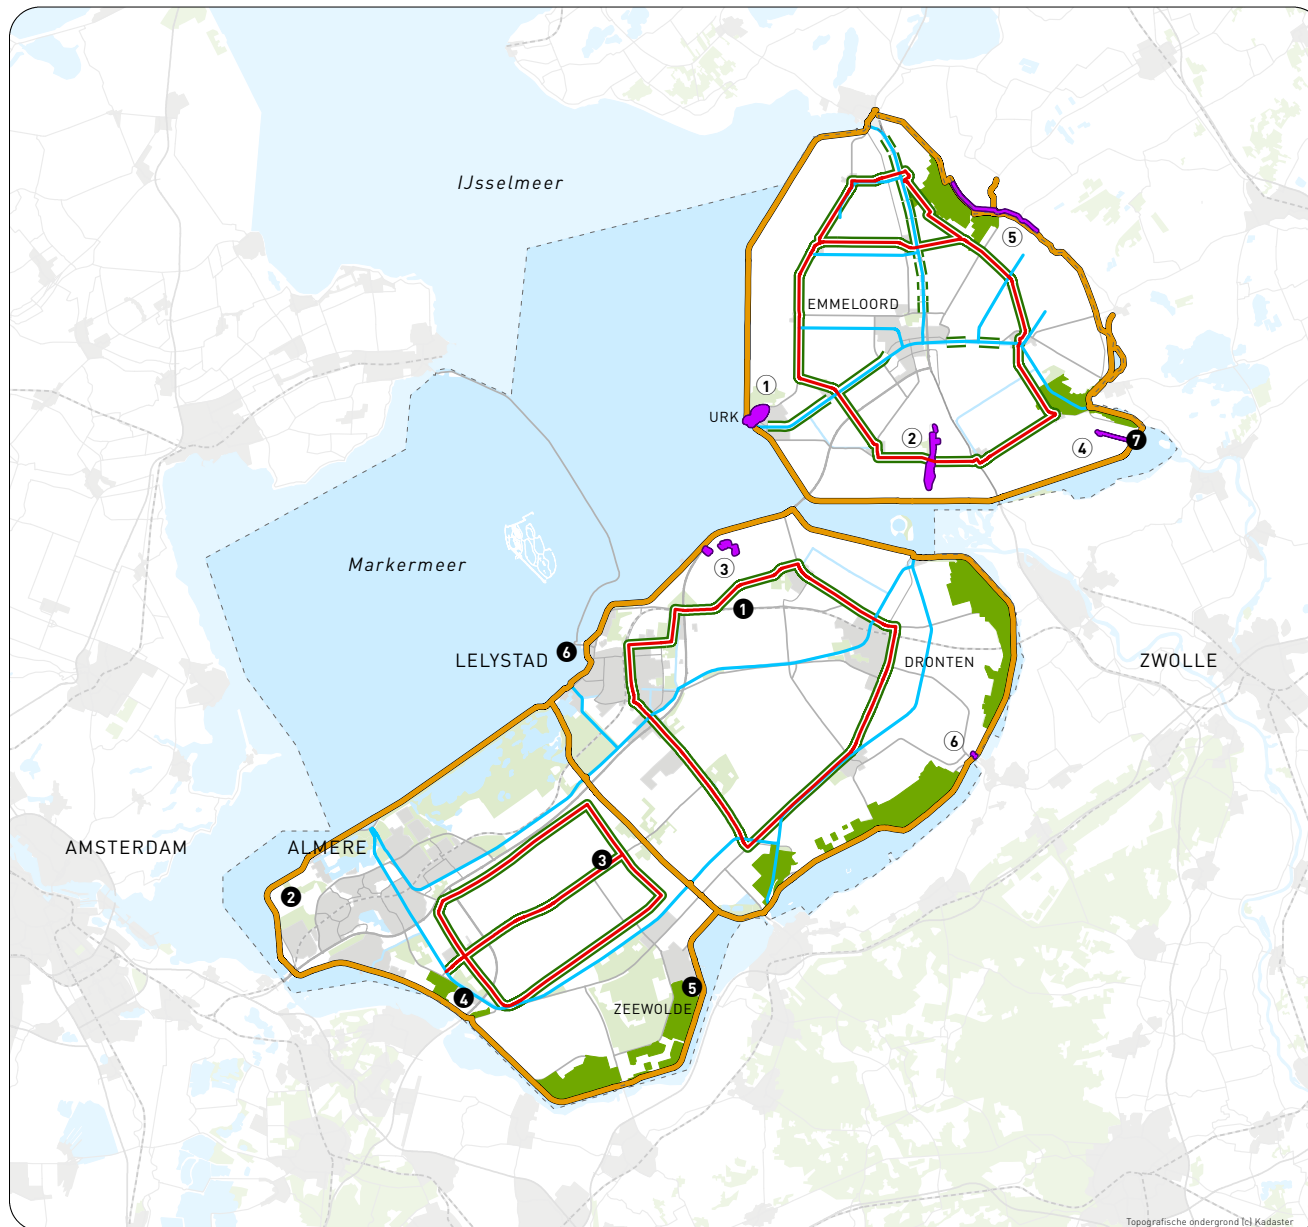 IJsselmeer
5
EMMELOORD
1
URK
2
4
7
3
Markermeer
1
6
LELYSTAD
DRONTEN
ZWOLLE
6
AMSTERDAM
ALMERE
3
2
5
4
ZEEWOLDE
Topografische ondergrond (c) Kadaster